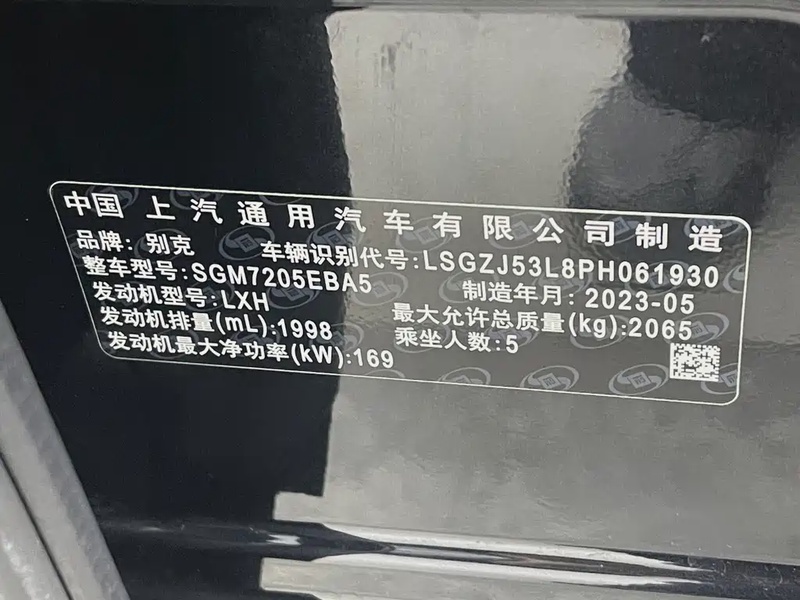 中国 上汽通用汽车有限公司制造
品牌: 别克 车辆识别代号:LSGZJ53L8PH061930
整车型号:SGM7205EBA5 制造年月:2023-05
发动机型号:LXH 最大允许总质量(kg):2065
发动机排量(mL):1998 乘坐人数:5
发动机最大净功率(kW):169